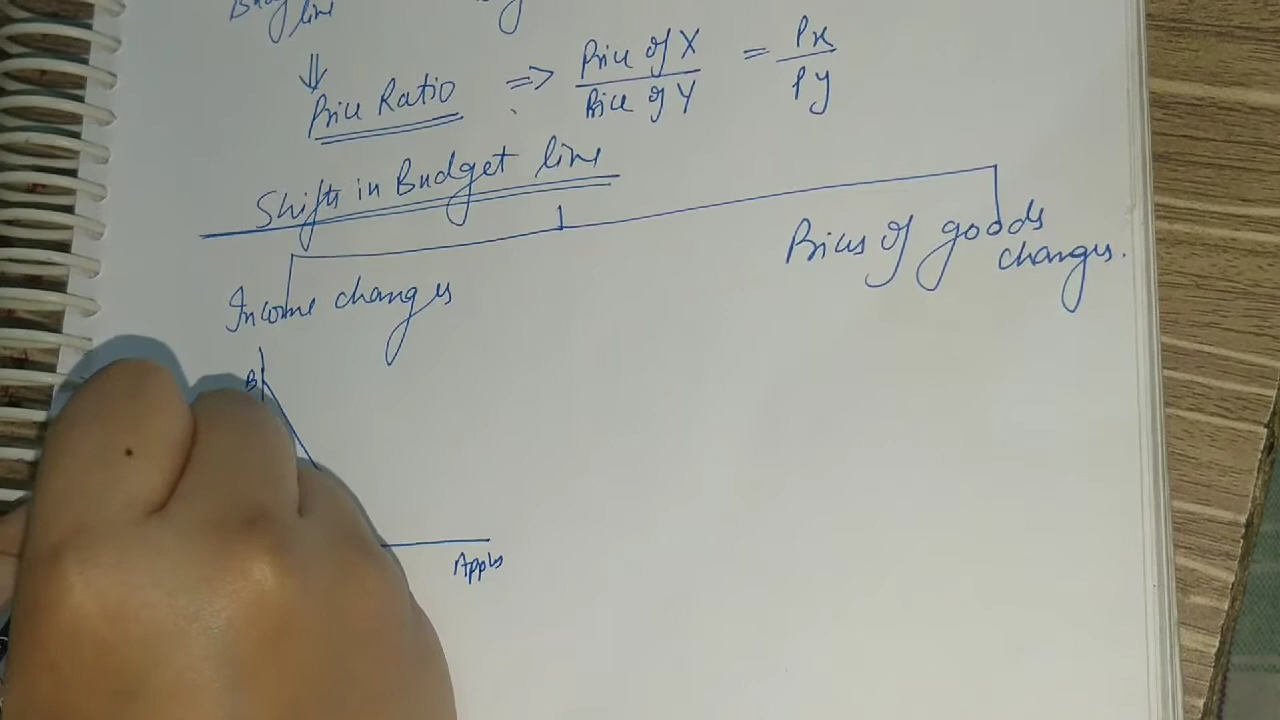 line
Price Ratio => Price of X / Price of Y = Px / Py
Shifts in Budget line
Income changes
Prices of goods
changes.
B
Apples